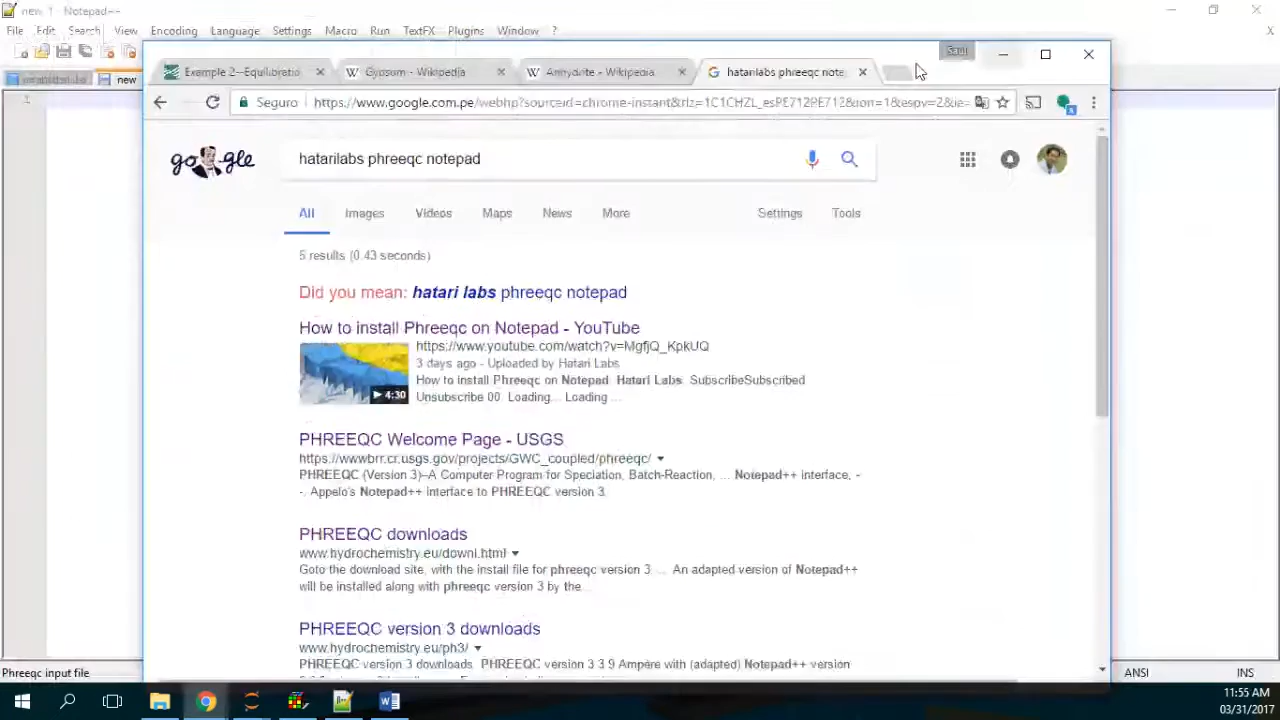 new 1 - Notepad++
File Edit Search View Encoding Language Settings Macro Run TextFX Plugins Window ? X
new
1
Saul
Example 2--Equilibratio
Gypsum - Wikipedia
Anhydrite - Wikipedia
hatarilabs phreeqc note
Seguro https://www.google.com.pe/webhp?sourceid=chrome-instant&rlz=1C1CHZL_esPE712PE712&ion=1&espv=2&ie=
google
hatarilabs phreeqc notepad
All Images Videos Maps News More Settings Tools
5 results (0.43 seconds)
Did you mean: hatari labs phreeqc notepad
How to install Phreeqc on Notepad - YouTube
https://www.youtube.com/watch?v=MgfjQ_KpkUQ
3 days ago - Uploaded by Hatari Labs
How to install Phreeqc on Notepad. Hatari Labs. SubscribeSubscribed
Unsubscribe 00. Loading... Loading ...
4:30
PHREEQC Welcome Page - USGS
https://wwwbrr.cr.usgs.gov/projects/GWC_coupled/phreeqc/
PHREEQC (Version 3)--A Computer Program for Speciation, Batch-Reaction, ... Notepad++ interface, -
-. Appelo's Notepad++ interface to PHREEQC version 3.
PHREEQC downloads
www.hydrochemistry.eu/downl.html
Goto the download site, with the install file for phreeqc version 3. ... An adapted version of Notepad++
will be installed along with phreeqc version 3 by the...
PHREEQC version 3 downloads
www.hydrochemistry.eu/ph3/
PHREEQC version 3 downloads. PHREEQC version 3.3.9 Ampère with (adapted) Notepad++ version
Phreeqc input file ANSI INS
11:55 AM
03/31/2017